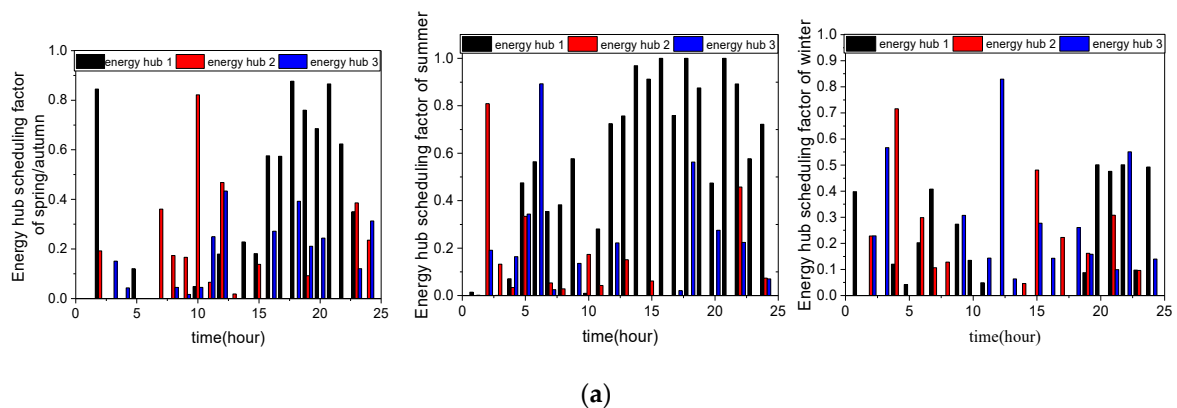 Energy hub scheduling factor
of spring/autumn
1.0
0.8
0.6
0.4
0.2
0.0
energy hub 1 energy hub 2 energy hub 3
0 5 10 15 20 25
time(hour)
Energy hub scheduling factor of summer
1.0
0.8
0.6
0.4
0.2
0.0
energy hub 1 energy hub 2 energy hub 3
0 5 10 15 20 25
time(hour)
Energy hub scheduling factor of winter
1.0
0.9
0.8
0.7
0.6
0.5
0.4
0.3
0.2
0.1
0.0
energy hub 1 energy hub 2 energy hub 3
0 5 10 15 20 25
time(hour)
(a)